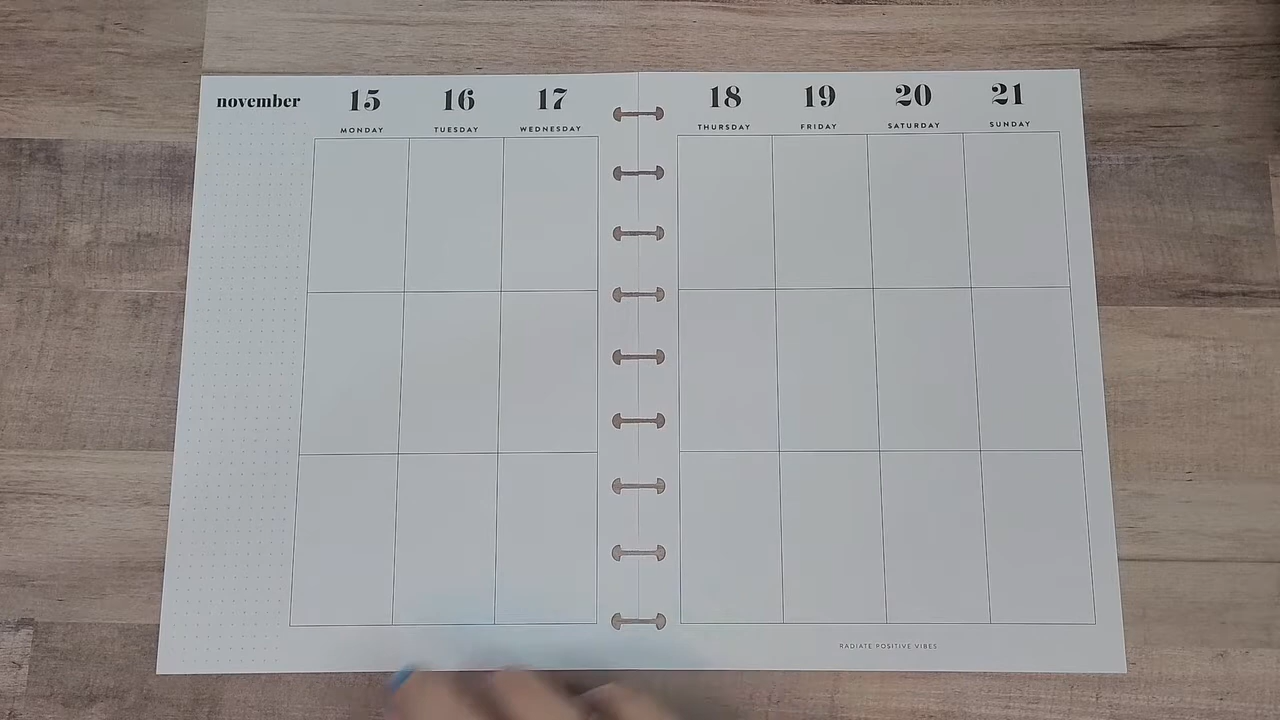 november
15 16 17
MONDAY TUESDAY WEDNESDAY
18 19 20 21
THURSDAY FRIDAY SATURDAY SUNDAY
RADIATE POSITIVE VIBES